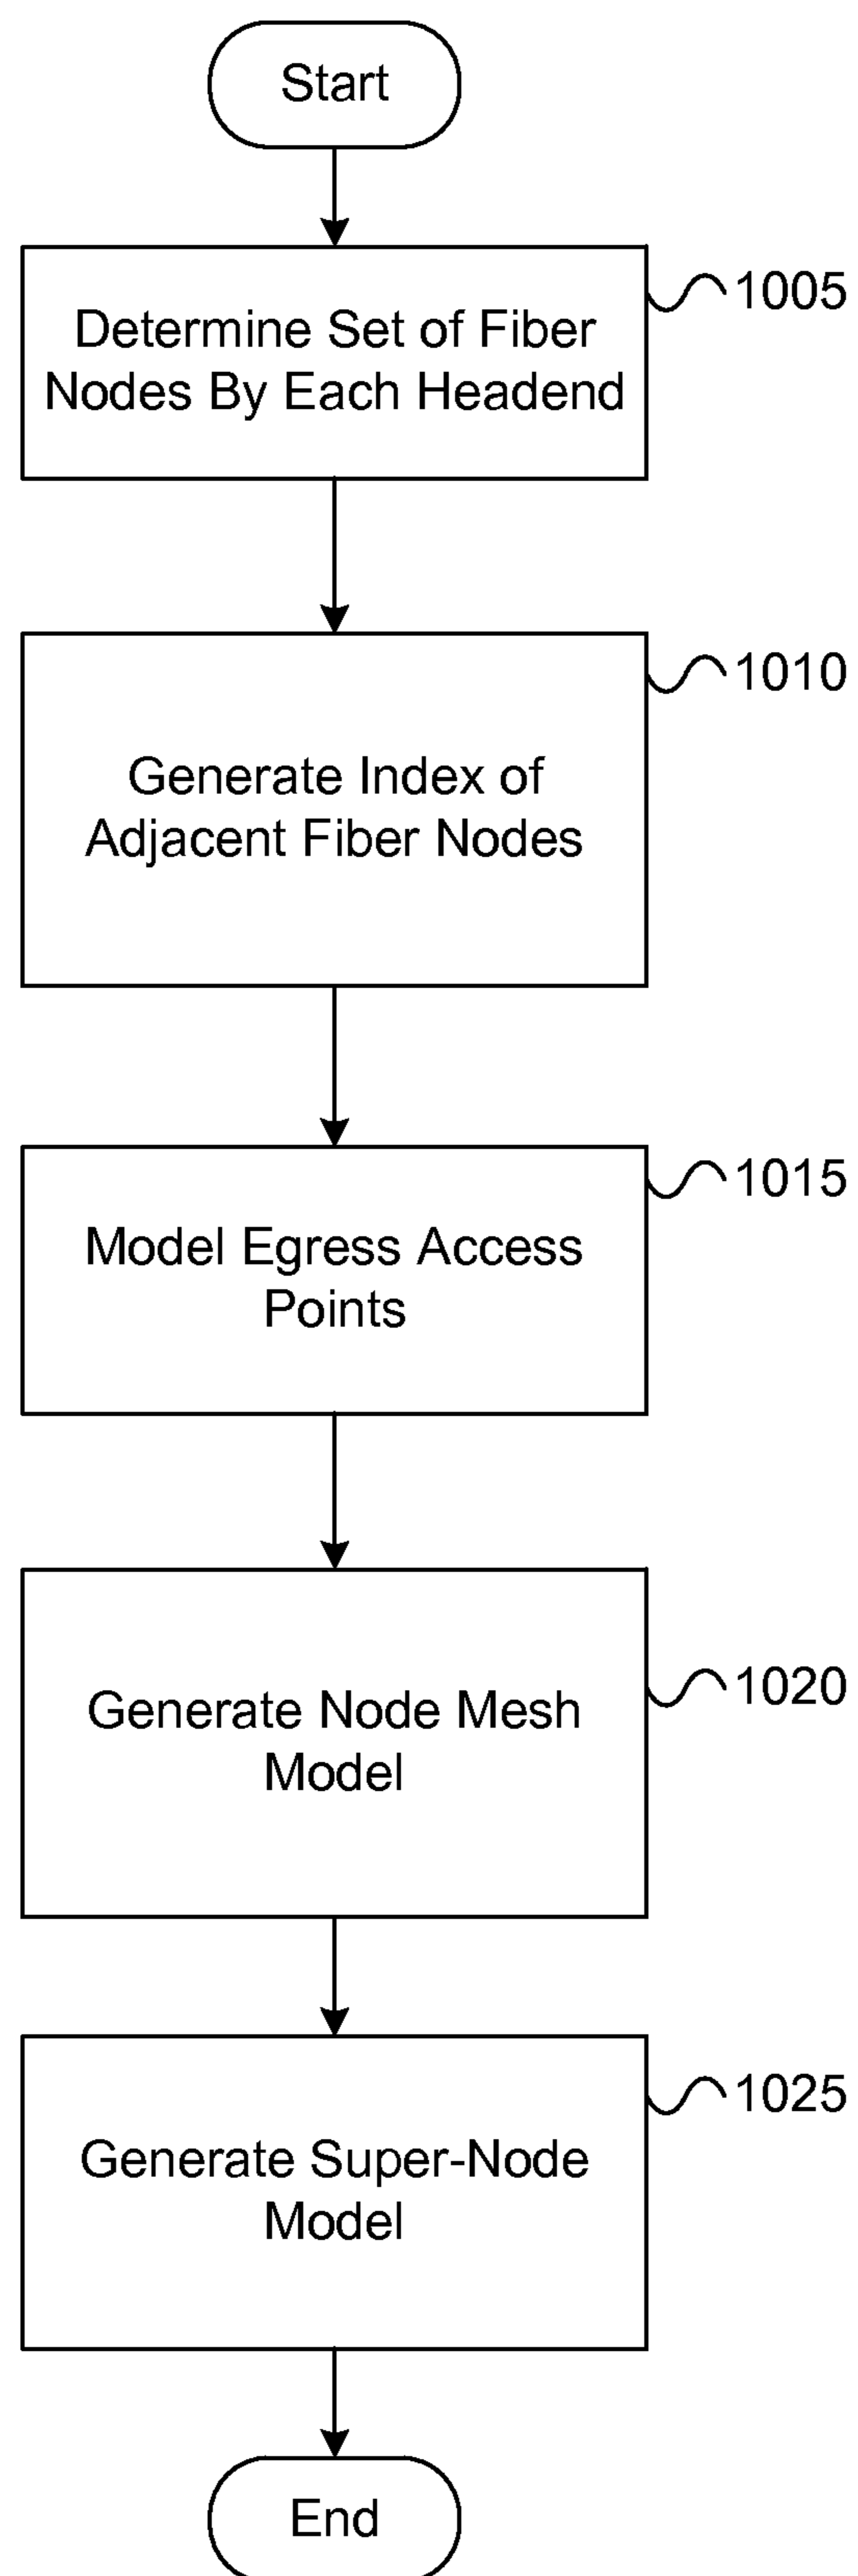 Start
Determine Set of Fiber
Nodes By Each Headend
1005
Generate Index of
Adjacent Fiber Nodes
1010
Model Egress Access
Points
1015
Generate Node Mesh
Model
1020
Generate Super-Node
Model
1025
End